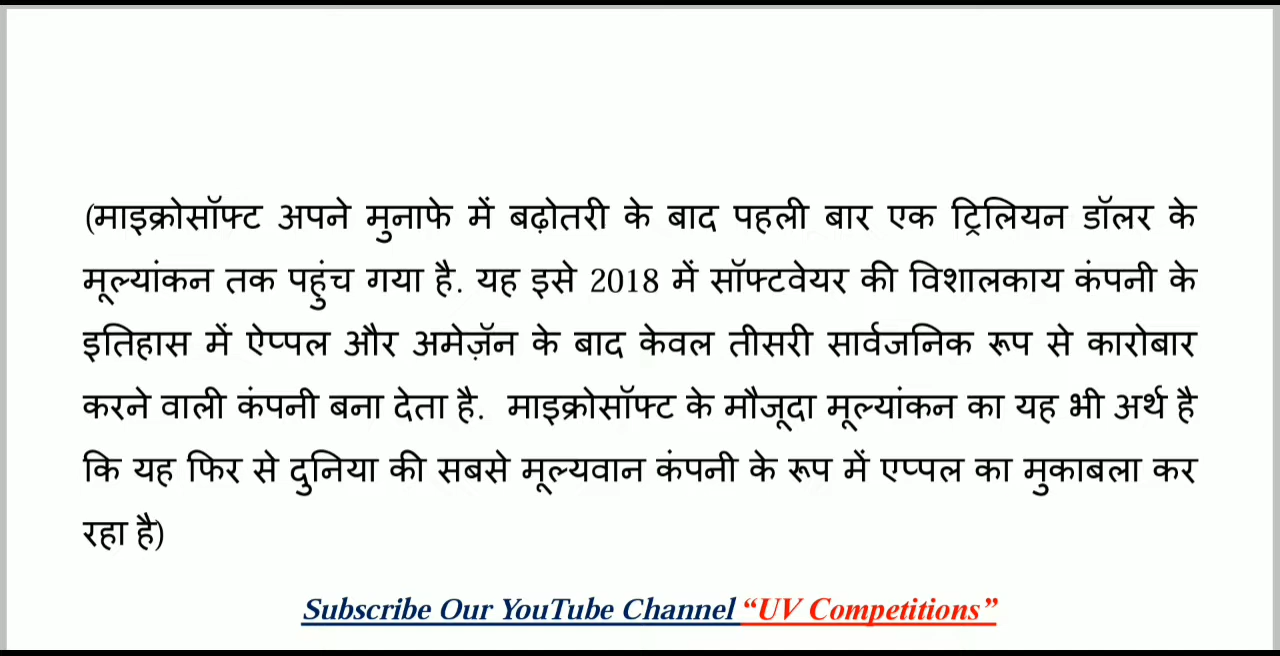 (माइक्रोसॉफ्ट अपने मुनाफे में बढ़ोतरी के बाद पहली बार एक ट्रिलियन डॉलर के
मूल्यांकन तक पहुंच गया है. यह इसे 2018 में सॉफ्टवेयर की विशालकाय कंपनी के
इतिहास में ऐप्पल और अमेज़ॅन के बाद केवल तीसरी सार्वजनिक रूप से कारोबार
करने वाली कंपनी बना देता है. माइक्रोसॉफ्ट के मौजूदा मूल्यांकन का यह भी अर्थ है
कि यह फिर से दुनिया की सबसे मूल्यवान कंपनी के रूप में एप्पल का मुकाबला कर
रहा है)
Subscribe Our YouTube Channel “UV Competitions”